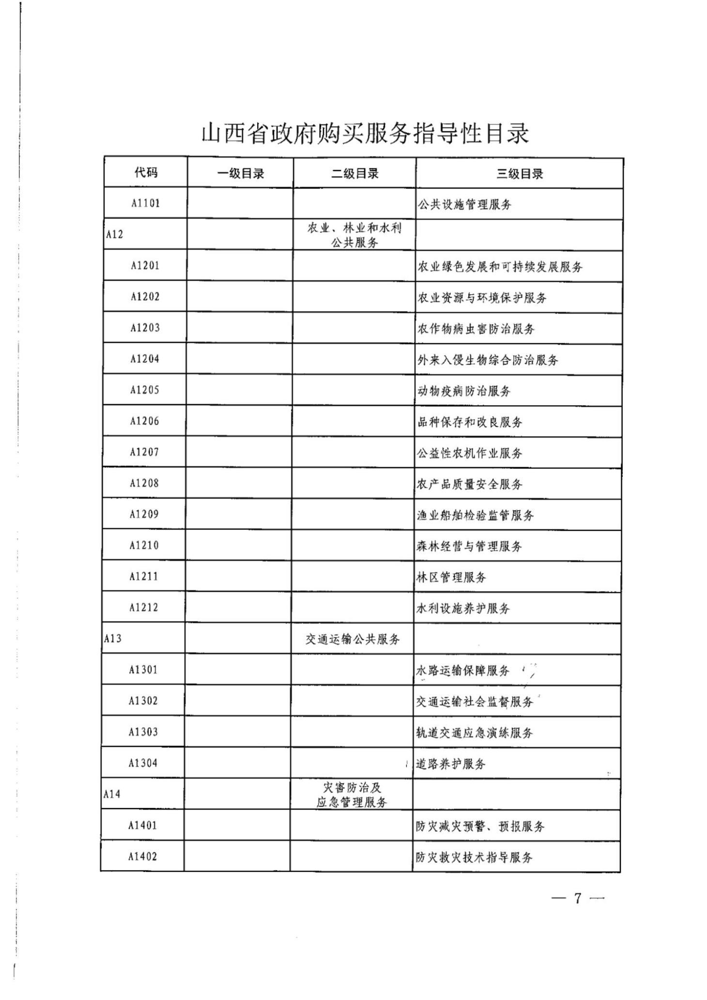 山西省政府购买服务指导性目录
代码 一级目录 二级目录 三级目录
A1101 公共设施管理服务
A12 农业、林业和水利
公共服务
A1201 农业绿色发展和可持续发展服务
A1202 农业资源与环境保护服务
A1203 农作物病虫害防治服务
A1204 外来入侵生物综合防治服务
A1205 动物疫病防治服务
A1206 品种保存和改良服务
A1207 公益性农机作业服务
A1208 农产品质量安全服务
A1209 渔业船舶检验监管服务
A1210 森林经营与管理服务
A1211 林区管理服务
A1212 水利设施养护服务
A13 交通运输公共服务
A1301 水路运输保障服务
A1302 交通运输社会监督服务
A1303 轨道交通应急演练服务
A1304 道路养护服务
A14 灾害防治及
应急管理服务
A1401 防灾减灾预警、预报服务
A1402 防灾救灾技术指导服务
— 7 —